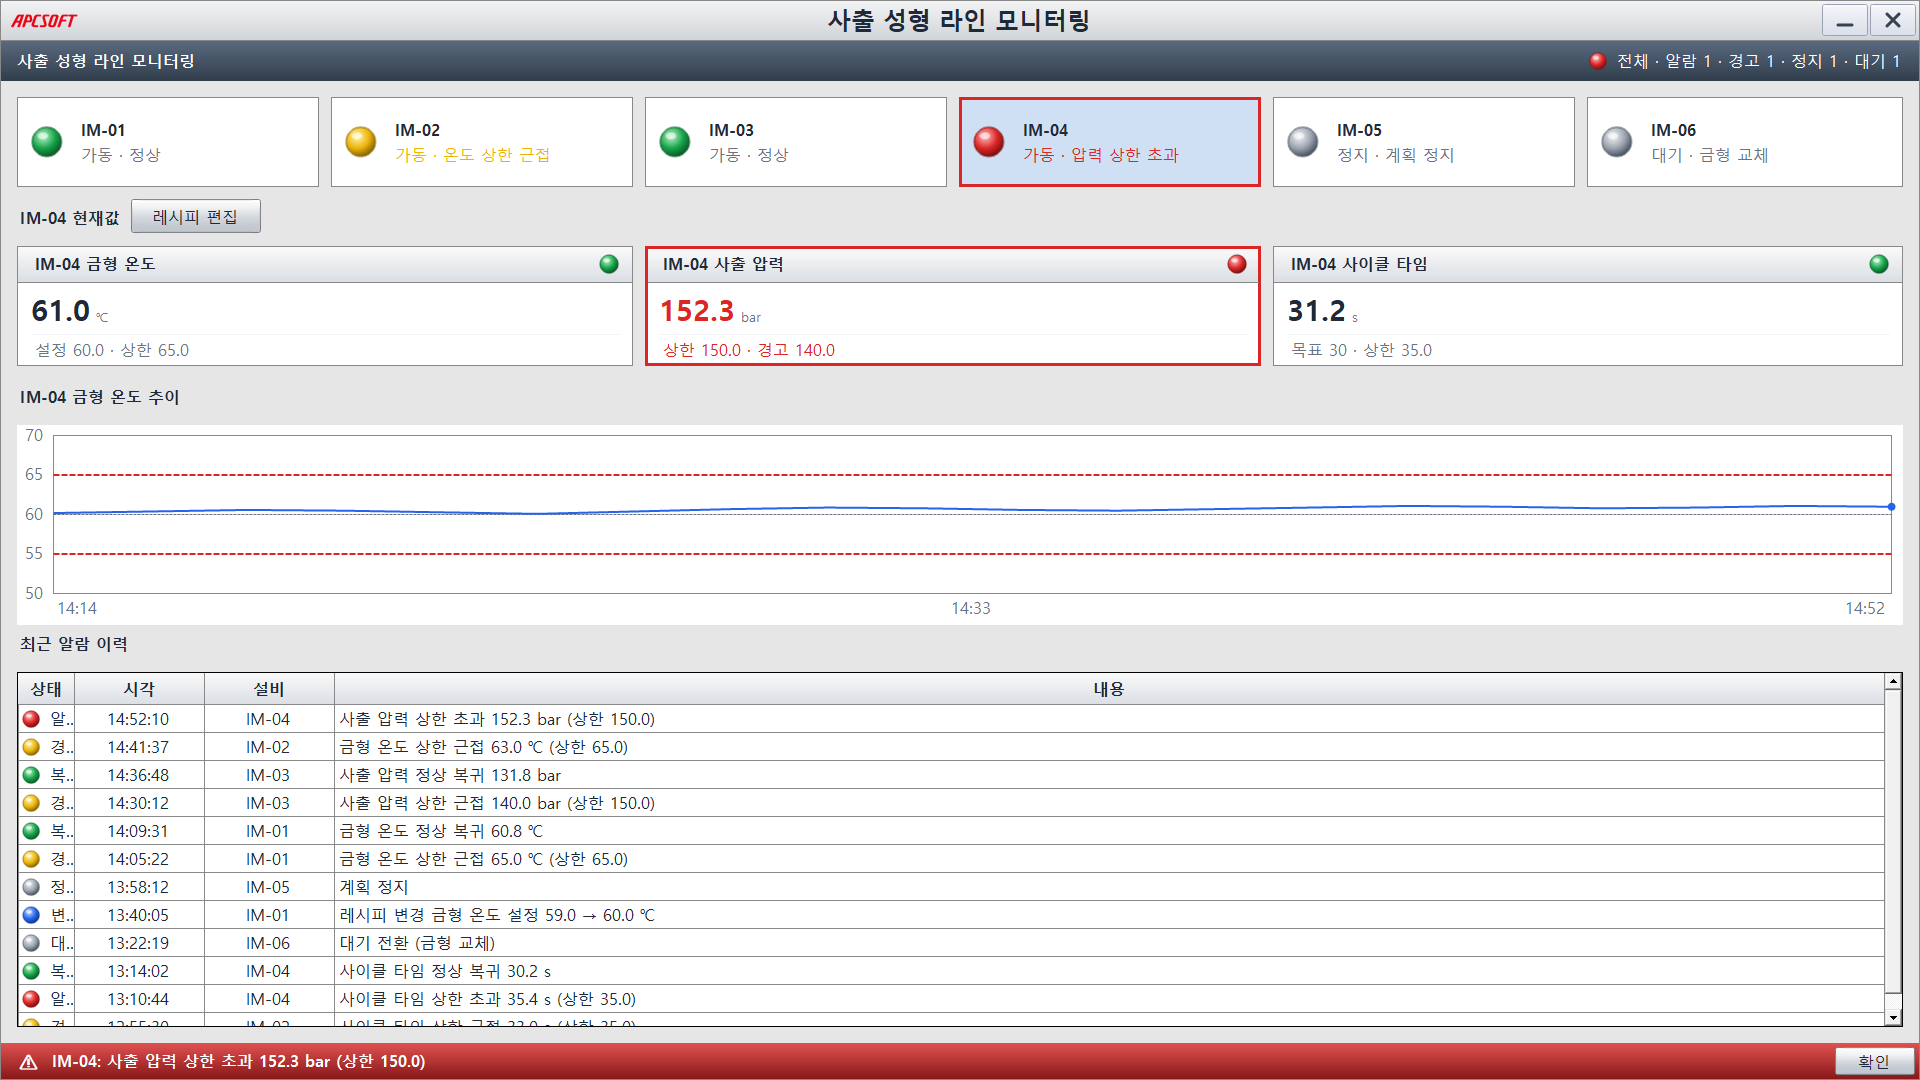 APCSOFT
사출 성형 라인 모니터링
사출 성형 라인 모니터링
전체 · 알람 1 · 경고 1 · 정지 1 · 대기 1
IM-01
가동 · 정상
IM-02
가동 · 온도 상한 근접
IM-03
가동 · 정상
IM-04
가동 · 압력 상한 초과
IM-05
정지 · 계획 정지
IM-06
대기 · 금형 교체
IM-04 현재값
레시피 편집
IM-04 금형 온도
61.0 ℃
설정 60.0 · 상한 65.0
IM-04 사출 압력
152.3 bar
상한 150.0 · 경고 140.0
IM-04 사이클 타임
31.2 s
목표 30 · 상한 35.0
IM-04 금형 온도 추이
70
65
60
55
50
14:14 14:33 14:52
최근 알람 이력
상태 시각 설비 내용
알.. 14:52:10 IM-04 사출 압력 상한 초과 152.3 bar (상한 150.0)
경.. 14:41:37 IM-02 금형 온도 상한 근접 63.0 ℃ (상한 65.0)
복.. 14:36:48 IM-03 사출 압력 정상 복귀 131.8 bar
경.. 14:30:12 IM-03 사출 압력 상한 근접 140.0 bar (상한 150.0)
복.. 14:09:31 IM-01 금형 온도 정상 복귀 60.8 ℃
경.. 14:05:22 IM-01 금형 온도 상한 근접 65.0 ℃ (상한 65.0)
정.. 13:58:12 IM-05 계획 정지
변.. 13:40:05 IM-01 레시피 변경 금형 온도 설정 59.0 → 60.0 ℃
대.. 13:22:19 IM-06 대기 전환 (금형 교체)
복.. 13:14:02 IM-04 사이클 타임 정상 복귀 30.2 s
알.. 13:10:44 IM-04 사이클 타임 상한 초과 35.4 s (상한 35.0)
사이클 타임 상한 근접
IM-04: 사출 압력 상한 초과 152.3 bar (상한 150.0)
확인